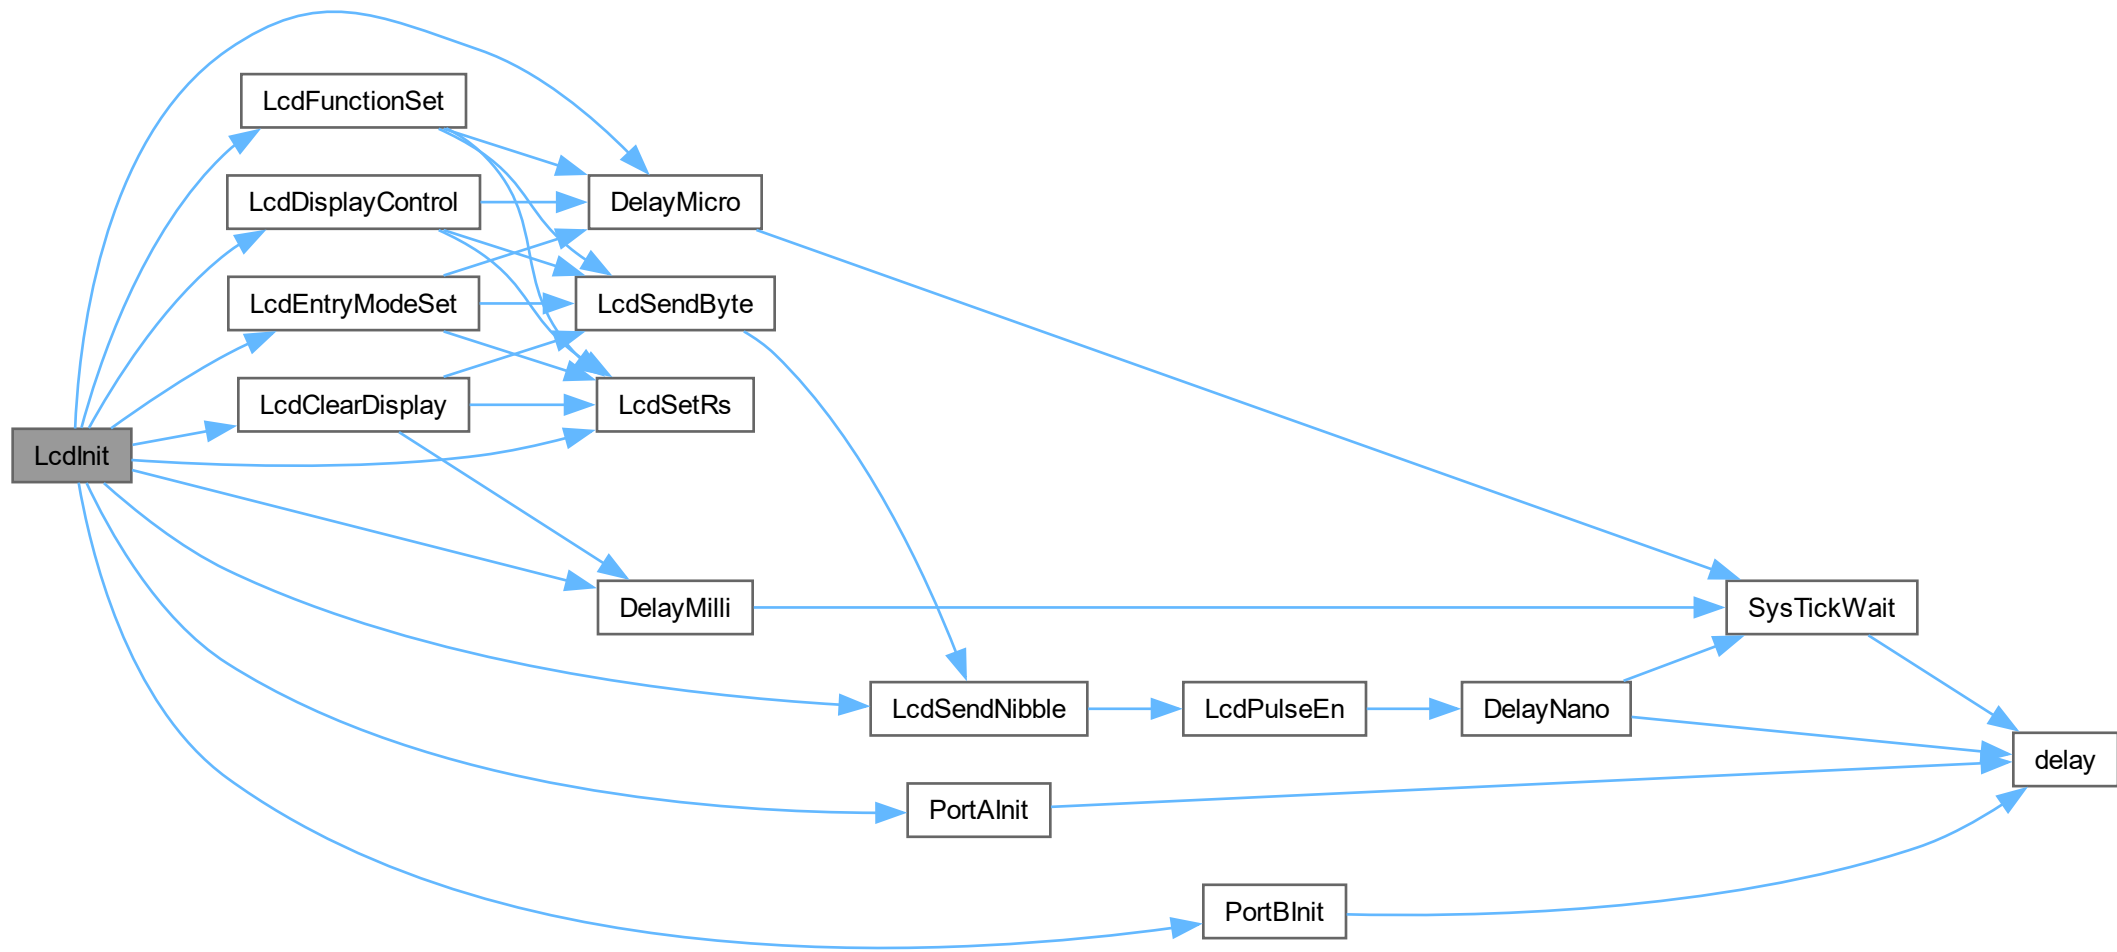 LcdInit
LcdFunctionSet
LcdDisplayControl
LcdEntryModeSet
LcdClearDisplay
DelayMicro
LcdSendByte
LcdSetRs
DelayMilli
LcdSendNibble
PortAInit
LcdPulseEn
PortBInit
DelayNano
SysTickWait
delay